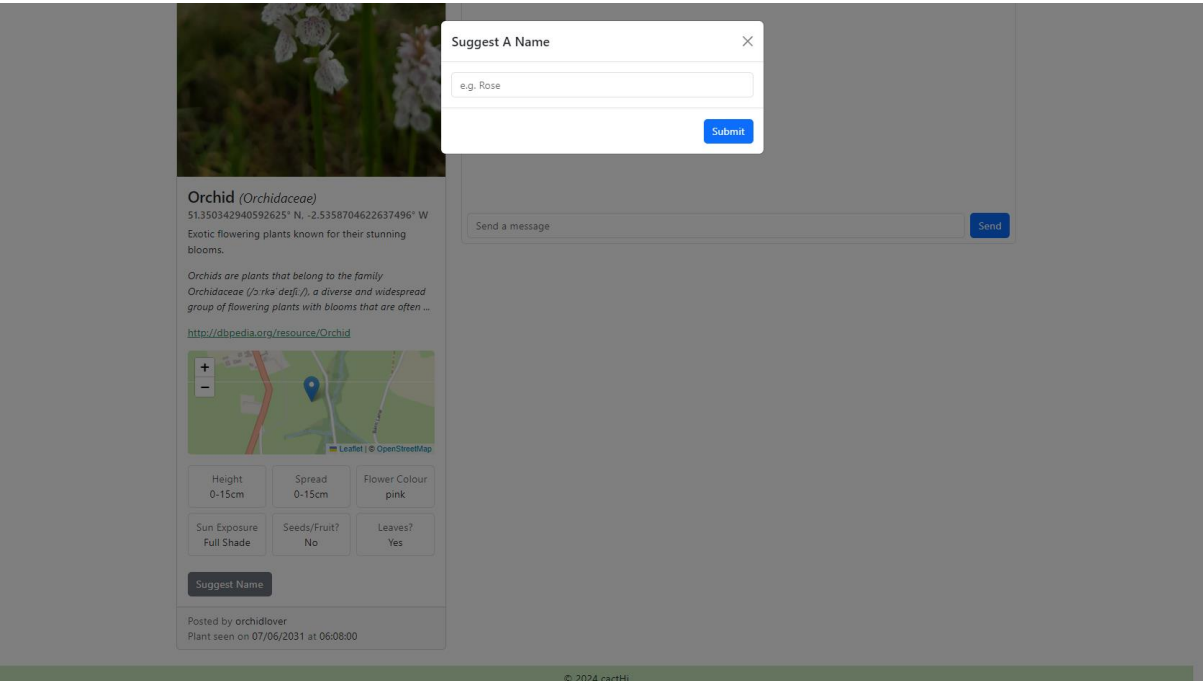 Suggest A Name
e.g. Rose
Submit
Orchid (Orchidaceae)
51.350342940592625° N, -2.5358704622637496° W
Exotic flowering plants known for their stunning
blooms.
Orchids are plants that belong to the family
Orchidaceae (/ɔːrkəˈdeɪʃiː/), a diverse and widespread
group of flowering plants with blooms that are often ...
http://dbpedia.org/resource/Orchid
+
−
Leaflet | © OpenStreetMap
Height
0-15cm
Spread
0-15cm
Flower Colour
pink
Sun Exposure
Full Shade
Seeds/Fruit?
No
Leaves?
Yes
Suggest Name
Posted by orchidlover
Plant seen on 07/06/2031 at 06:08:00
Send a message
Send
© 2024 cactHi